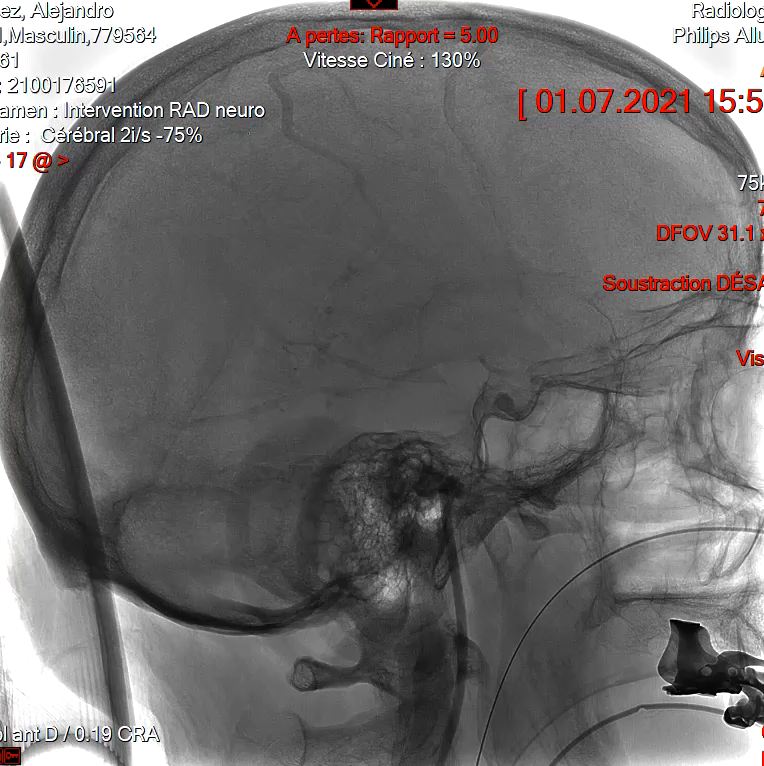 ez, Alejandro
,Masculin,779564
61
: 2100176591
amen : Intervention RAD neuro
rie : Cérébral 2i/s -75%
17 @ >
A pertes: Rapport = 5.00
Vitesse Ciné : 130%
Radiolog
Philips Allu
[ 01.07.2021 15:5
75k
DFOV 31.1
Soustraction DÉSA
Vis
ol ant D / 0.19 CRA